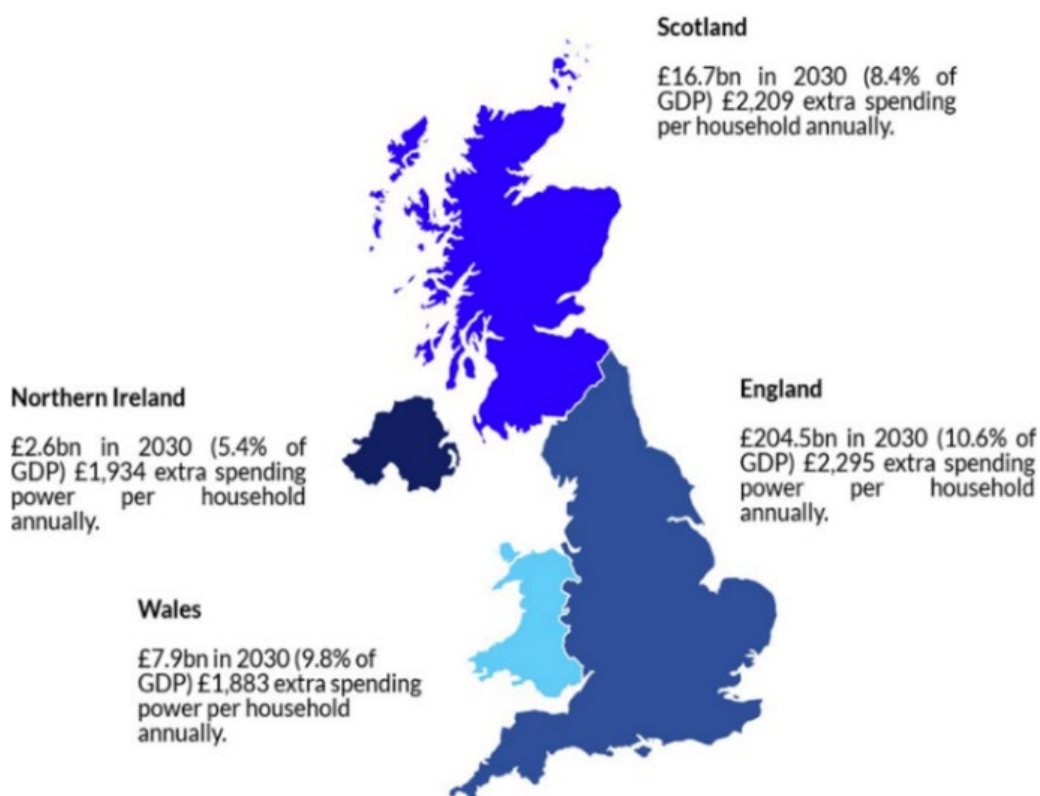 Scotland
£16.7bn in 2030 (8.4% of
GDP) £2,209 extra spending
per household annually.
Northern Ireland
£2.6bn in 2030 (5.4% of
GDP) £1,934 extra spending
power per household
annually.
England
£204.5bn in 2030 (10.6% of
GDP) £2,295 extra spending
power per household
annually.
Wales
£7.9bn in 2030 (9.8% of
GDP) £1,883 extra spending
power per household
annually.